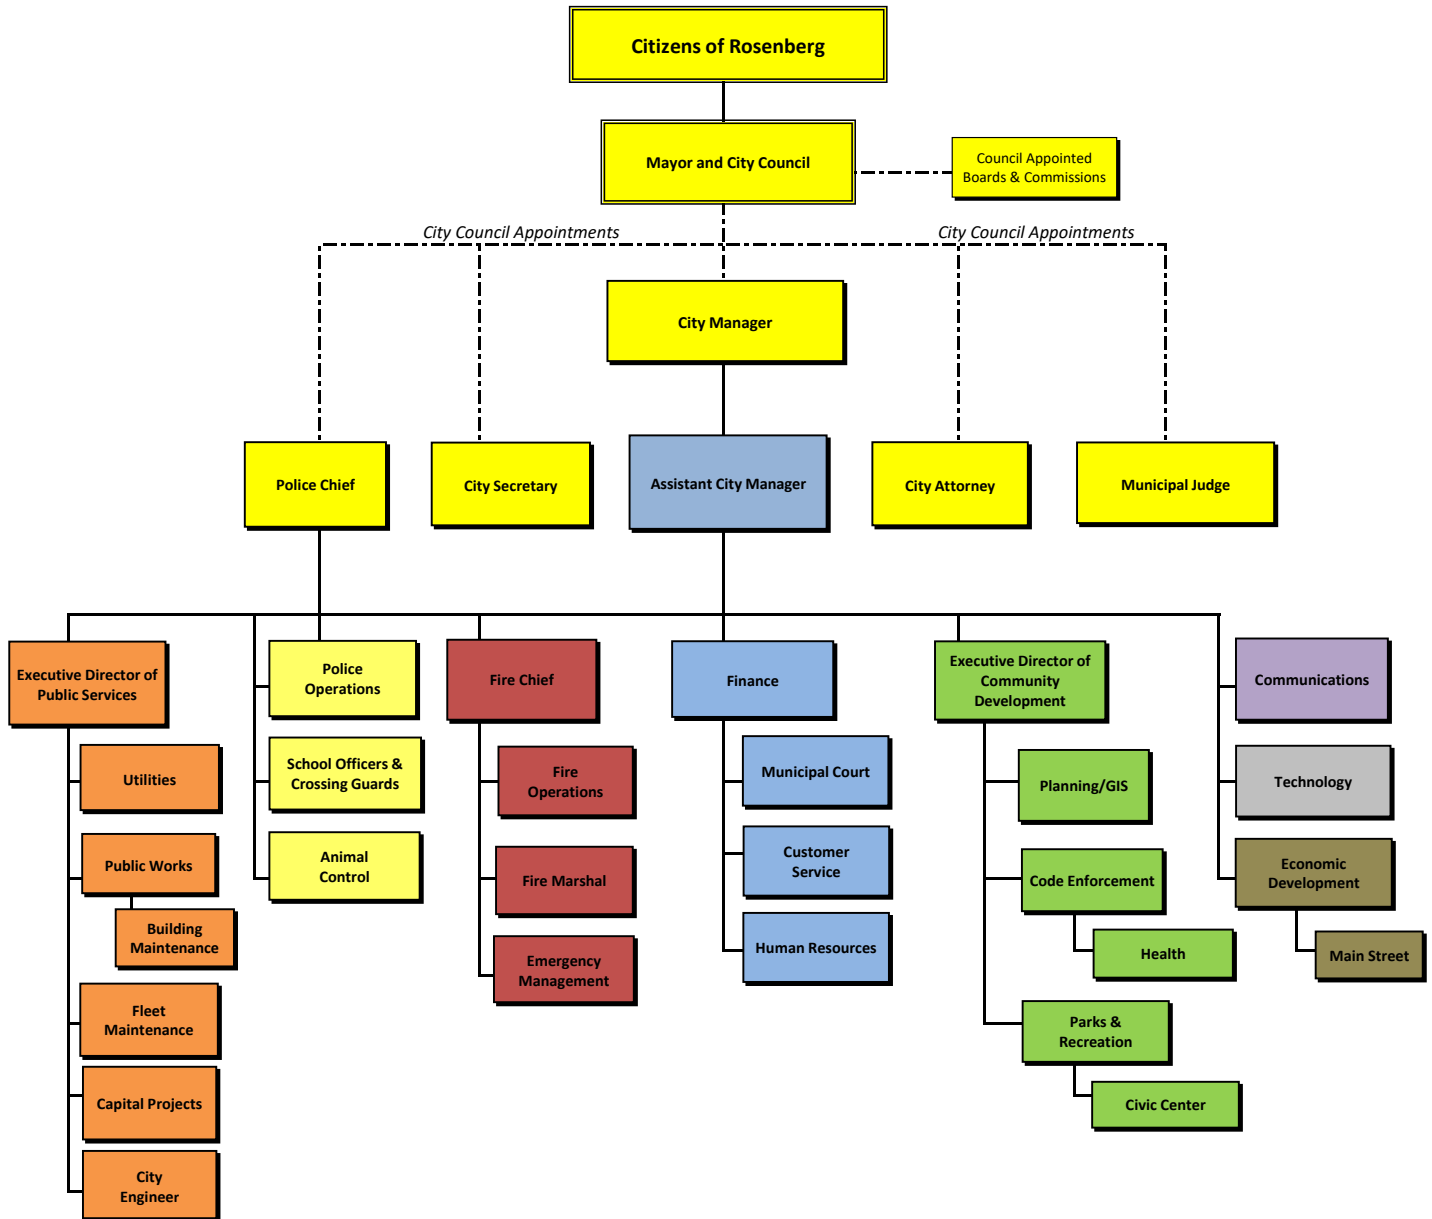 Citizens of Rosenberg
Mayor and City Council
Council Appointed
Boards & Commissions
City Council Appointments
City Council Appointments
City Manager
Police Chief
City Secretary
Assistant City Manager
City Attorney
Municipal Judge
Executive Director of
Public Services
Utilities
Public Works
Building
Maintenance
Fleet
Maintenance
Capital Projects
City
Engineer
Police
Operations
School Officers &
Crossing Guards
Animal
Control
Fire Chief
Fire
Operations
Fire Marshal
Emergency
Management
Finance
Municipal Court
Customer
Service
Human Resources
Executive Director of
Community
Development
Planning/GIS
Code Enforcement
Health
Parks &
Recreation
Civic Center
Communications
Technology
Economic
Development
Main Street